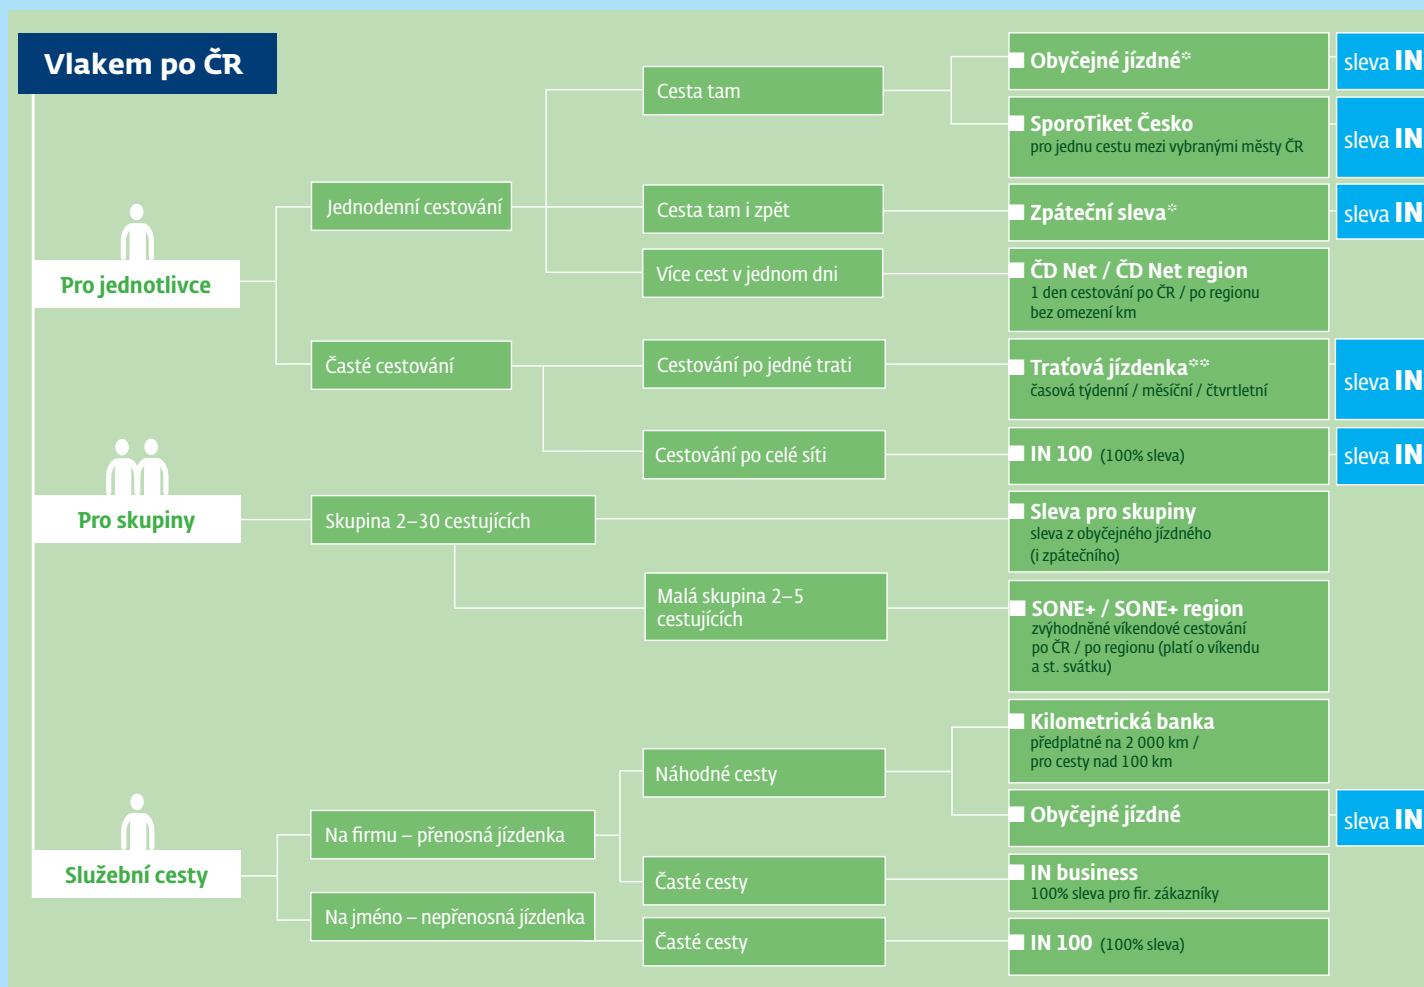 Vlakem po ČR
Pro jednotlivce
Jednodenní cestování
Cesta tam
Obyčejné jízdné*
sleva IN
SporoTiket Česko
pro jednu cestu mezi vybranými městy ČR
sleva IN
Cesta tam i zpět
Zpáteční sleva*
sleva IN
Více cest v jednom dni
ČD Net / ČD Net region
1 den cestování po ČR / po regionu
bez omezení km
Časté cestování
Cestování po jedné trati
Traťová jízdenka**
časová týdenní / měsíční / čtvrtletní
sleva IN
Cestování po celé síti
IN 100 (100% sleva)
sleva IN
Pro skupiny
Skupina 2–30 cestujících
Sleva pro skupiny
sleva z obyčejného jízdného
(i zpátečního)
Malá skupina 2–5
cestujících
SONE+ / SONE+ region
zvýhodněné víkendové cestování
po ČR / po regionu (platí o víkendu
a st. svátku)
Služební cesty
Na firmu – přenosná jízdenka
Náhodné cesty
Kilometrická banka
předplatné na 2 000 km /
pro cesty nad 100 km
Obyčejné jízdné
sleva IN
Časté cesty
IN business
100% sleva pro fir. zákazníky
Na jméno – nepřenosná jízdenka
Časté cesty
IN 100 (100% sleva)